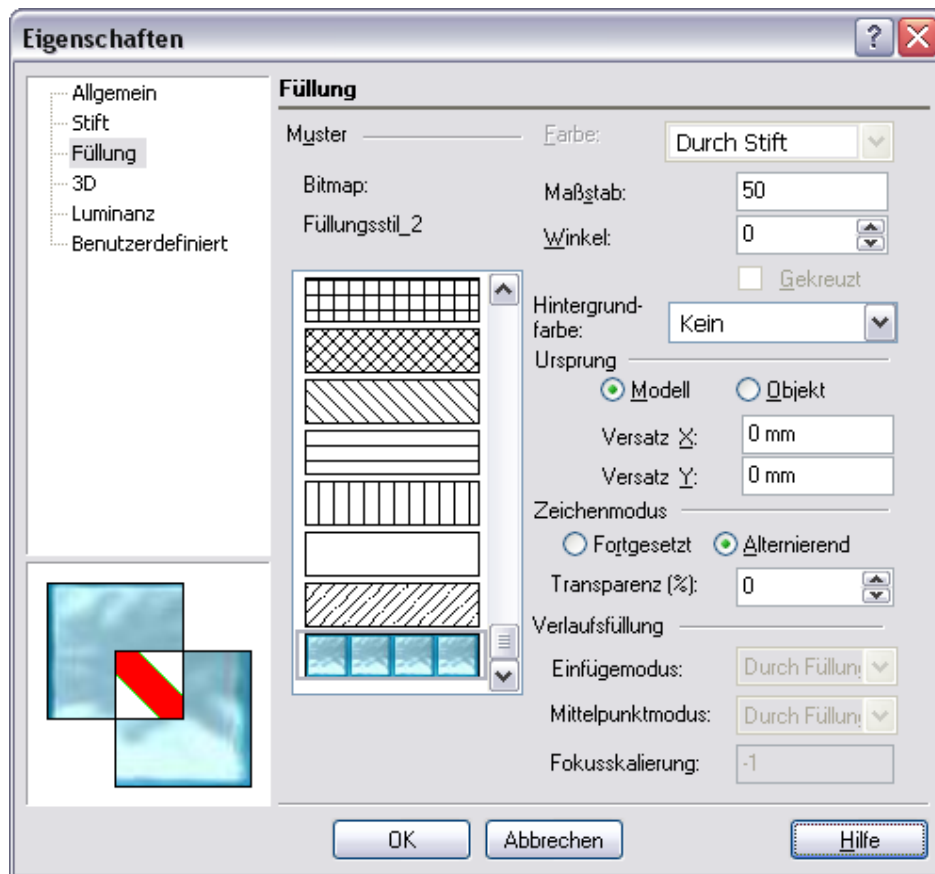 Eigenschaften
Allgemein
Stift
Füllung
3D
Luminanz
Benutzerdefiniert
Füllung
Muster
Bitmap:
Füllungsstil_2
Farbe:
Durch Stift
Maßstab:
50
Winkel:
0
Gekreuzt
Hintergrund-
farbe:
Kein
Ursprung
Modell
Objekt
Versatz X:
0 mm
Versatz Y:
0 mm
Zeichenmodus
Fortgesetzt
Alternierend
Transparenz (%):
0
Verlaufsfüllung
Einfügemodus:
Durch Füllun
Mittelpunktmodus:
Durch Füllun
Fokusskalierung:
-1
OK
Abbrechen
Hilfe